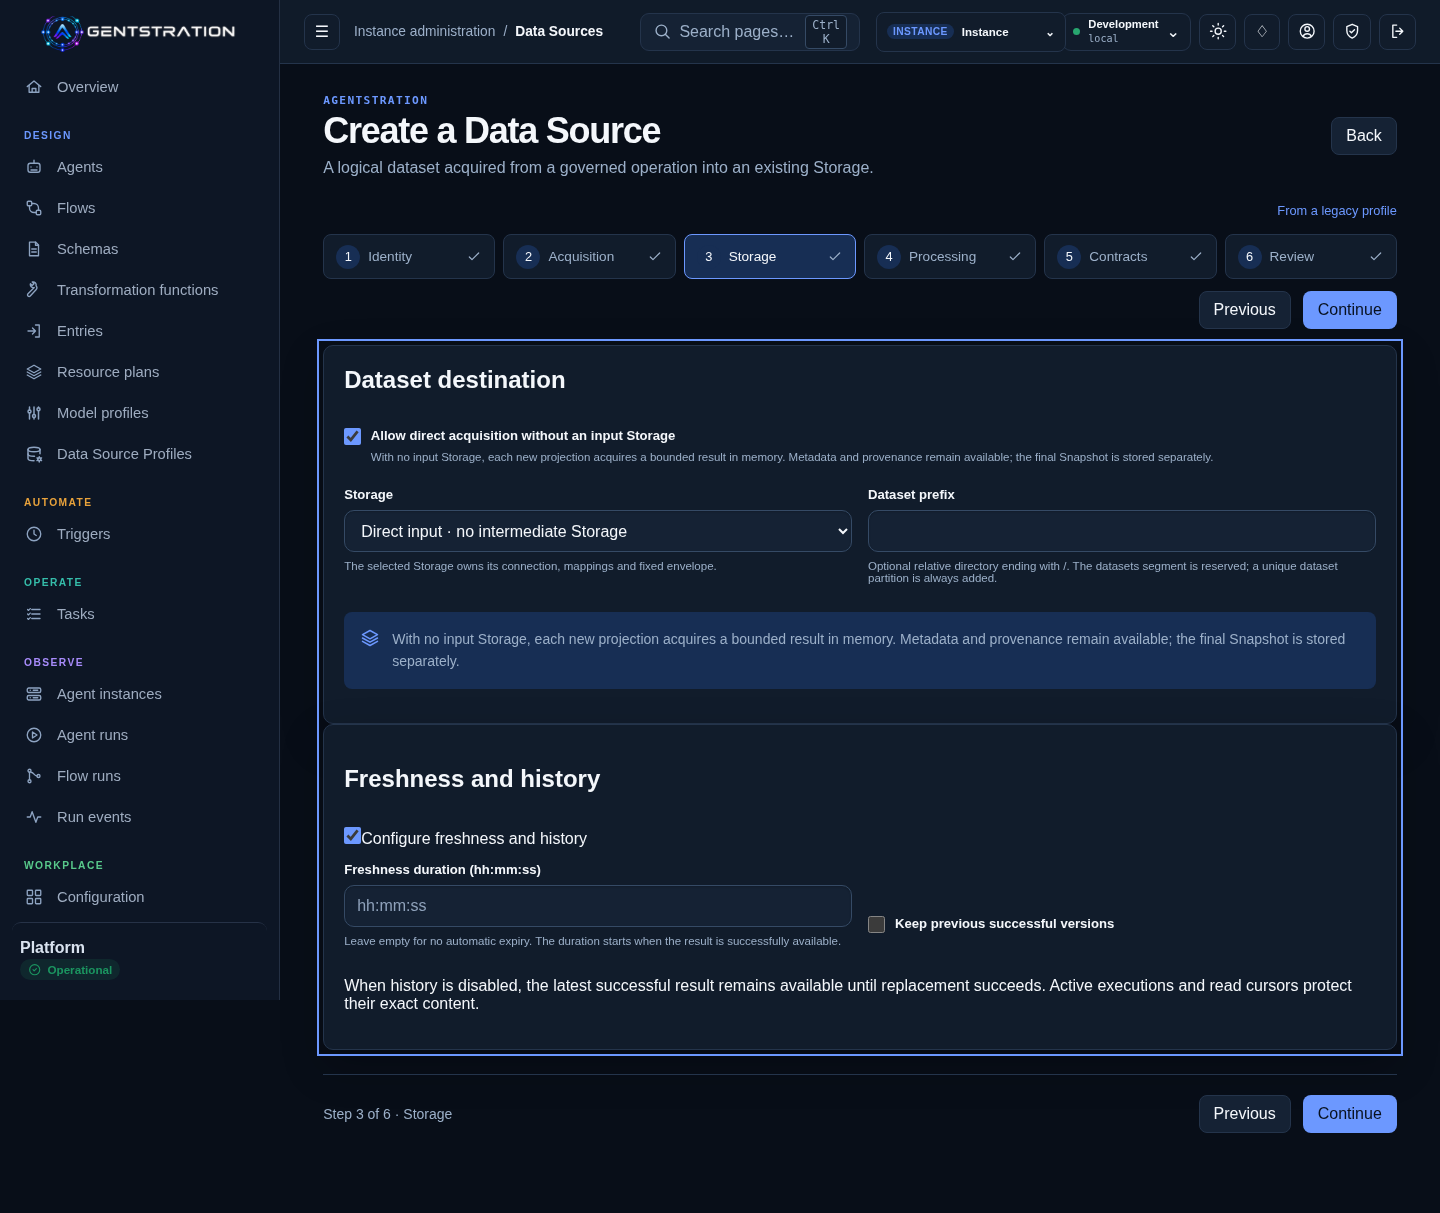 GENTSTRATION
Overview
DESIGN
Agents
Flows
Schemas
Transformation functions
Entries
Resource plans
Model profiles
Data Source Profiles
AUTOMATE
Triggers
OPERATE
Tasks
OBSERVE
Agent instances
Agent runs
Flow runs
Run events
WORKPLACE
Configuration
Platform
Operational
Instance administration / Data Sources
Search pages…
Ctrl
K
INSTANCE Instance
Development
local
AGENTSTRATION
Create a Data Source
A logical dataset acquired from a governed operation into an existing Storage.
Back
From a legacy profile
1 Identity
2 Acquisition
3 Storage
4 Processing
5 Contracts
6 Review
Previous
Continue
Dataset destination
Allow direct acquisition without an input Storage
With no input Storage, each new projection acquires a bounded result in memory. Metadata and provenance remain available; the final Snapshot is stored separately.
Storage
Direct input · no intermediate Storage
The selected Storage owns its connection, mappings and fixed envelope.
Dataset prefix
Optional relative directory ending with /. The datasets segment is reserved; a unique dataset
partition is always added.
With no input Storage, each new projection acquires a bounded result in memory. Metadata and provenance remain available; the final Snapshot is stored
separately.
Freshness and history
Configure freshness and history
Freshness duration (hh:mm:ss)
hh:mm:ss
Leave empty for no automatic expiry. The duration starts when the result is successfully available.
Keep previous successful versions
When history is disabled, the latest successful result remains available until replacement succeeds. Active executions and read cursors protect
their exact content.
Step 3 of 6 · Storage
Previous
Continue